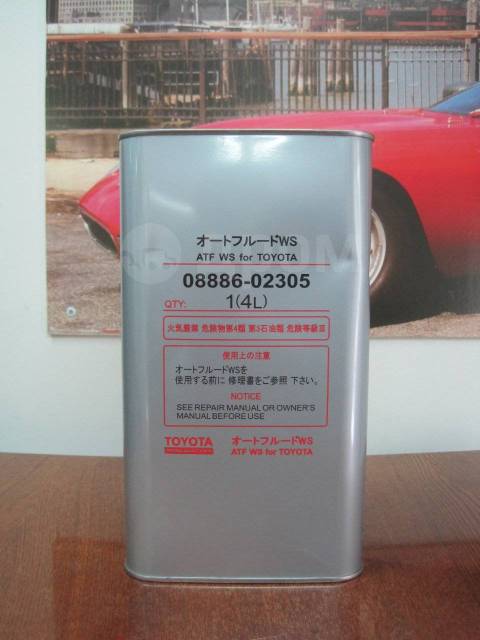 オートフルードWS
ATF WS for TOYOTA
08886-02305
QTY: 1(4L)
火気厳禁 危険物第4類 第3石油類 危険等級Ⅲ
使用上の注意
オートフルードWSを
使用する前に 修理書をご参照 下さい。
NOTICE
SEE REPAIR MANUAL OR OWNER'S
MANUAL BEFORE USE
TOYOTA オートフルードWS
ATF WS for TOYOTA